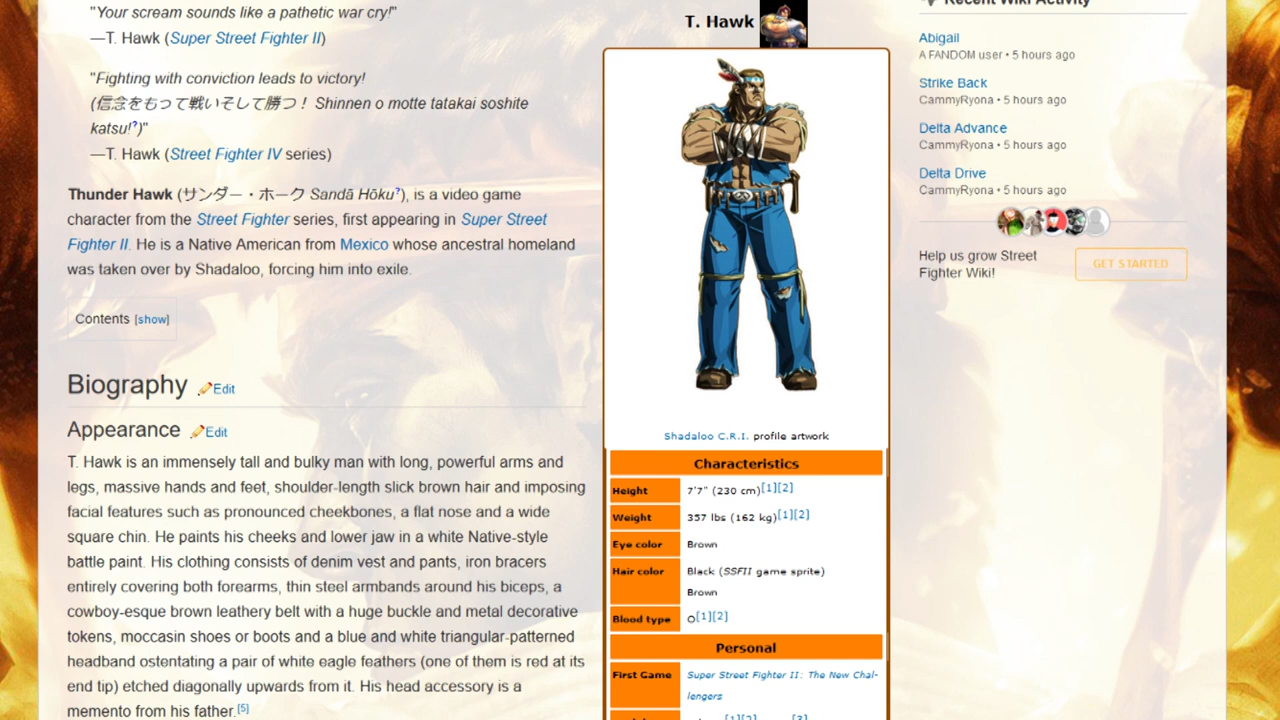 "Your scream sounds like a pathetic war cry!"
—T. Hawk (Super Street Fighter II)
"Fighting with conviction leads to victory!
(信念をもって戦いそして勝つ！ Shinnen o motte tatakai soshite
katsu!?)"
—T. Hawk (Street Fighter IV series)
Thunder Hawk (サンダー・ホーク Sandā Hōku?), is a video game
character from the Street Fighter series, first appearing in Super Street
Fighter II. He is a Native American from Mexico whose ancestral homeland
was taken over by Shadaloo, forcing him into exile.
Contents [show]
Biography Edit
Appearance Edit
T. Hawk is an immensely tall and bulky man with long, powerful arms and
legs, massive hands and feet, shoulder-length slick brown hair and imposing
facial features such as pronounced cheekbones, a flat nose and a wide
square chin. He paints his cheeks and lower jaw in a white Native-style
battle paint. His clothing consists of denim vest and pants, iron bracers
entirely covering both forearms, thin steel armbands around his biceps, a
cowboy-esque brown leathery belt with a huge buckle and metal decorative
tokens, moccasin shoes or boots and a blue and white triangular-patterned
headband ostentating a pair of white eagle feathers (one of them is red at its
end tip) etched diagonally upwards from it. His head accessory is a
memento from his father.[5]
T. Hawk
Shadaloo C.R.I. profile artwork
Characteristics
Height 7'7" (230 cm)[1][2]
Weight 357 lbs (162 kg)[1][2]
Eye color Brown
Hair color Black (SSFII game sprite)
Brown
Blood type O[1][2]
Personal
First Game Super Street Fighter II: The New Chal-
lengers
Recent Wiki Activity
Abigail
A FANDOM user • 5 hours ago
Strike Back
CammyRyona • 5 hours ago
Delta Advance
CammyRyona • 5 hours ago
Delta Drive
CammyRyona • 5 hours ago
Help us grow Street
Fighter Wiki!
GET STARTED